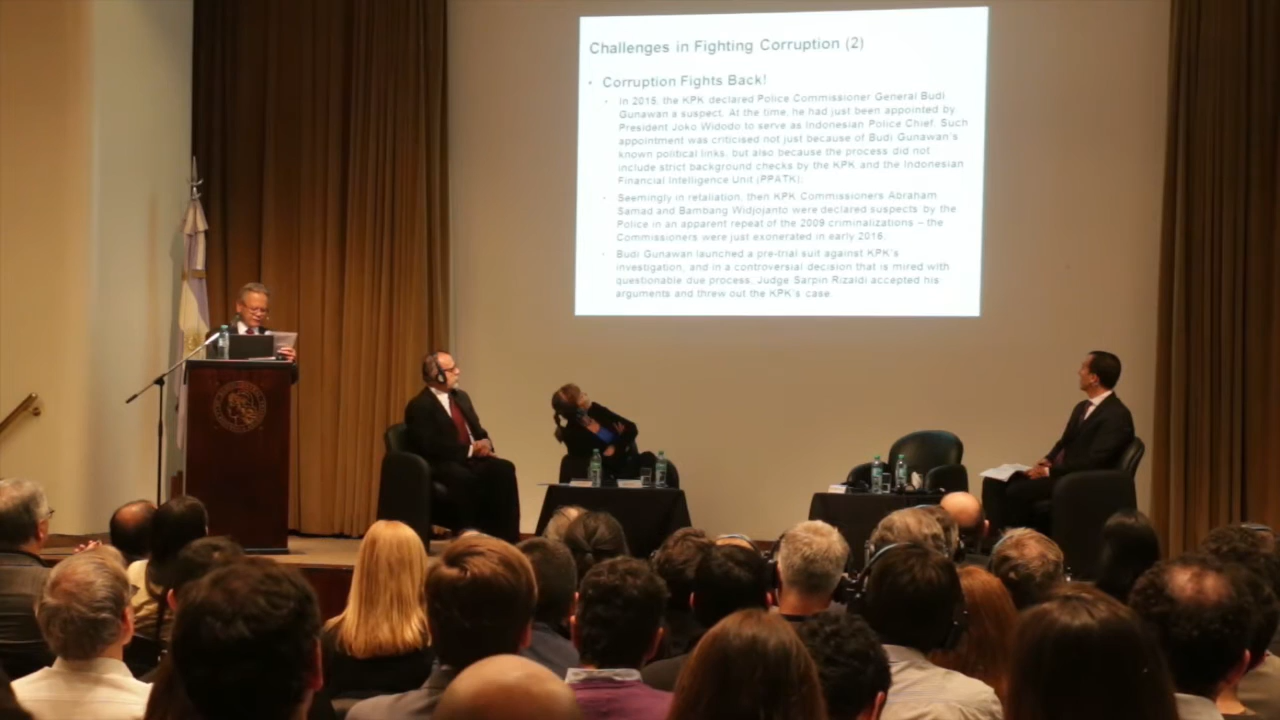 Challenges in Fighting Corruption (2)
• Corruption Fights Back!
• In 2015, the KPK declared Police Commissioner General Budi
Gunawan a suspect. At the time, he had just been appointed by
President Joko Widodo to serve as Indonesian Police Chief. Such
appointment was criticised not just because of Budi Gunawan's
known political links, but also because the process did not
include strict background checks by the KPK and the Indonesian
Financial Intelligence Unit (PPATK);
• Seemingly in retaliation, then KPK Commissioners Abraham
Samad and Bambang Widjojanto were declared suspects by the
Police in an apparent repeat of the 2009 criminalizations – the
Commissioners were just exonerated in early 2016.
• Budi Gunawan launched a pre-trial suit against KPK's
investigation, and in a controversial decision that is mired with
questionable due process, Judge Sarpin Rizaldi accepted his
arguments and threw out the KPK's case.